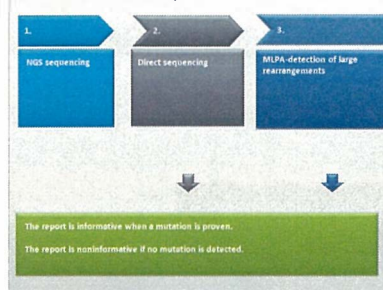 1.
2.
3.
NGS sequencing
Direct sequencing
MLPA-detection of large
rearrangements
The report is informative when a mutation is proven.
The report is noninformative if no mutation is detected.